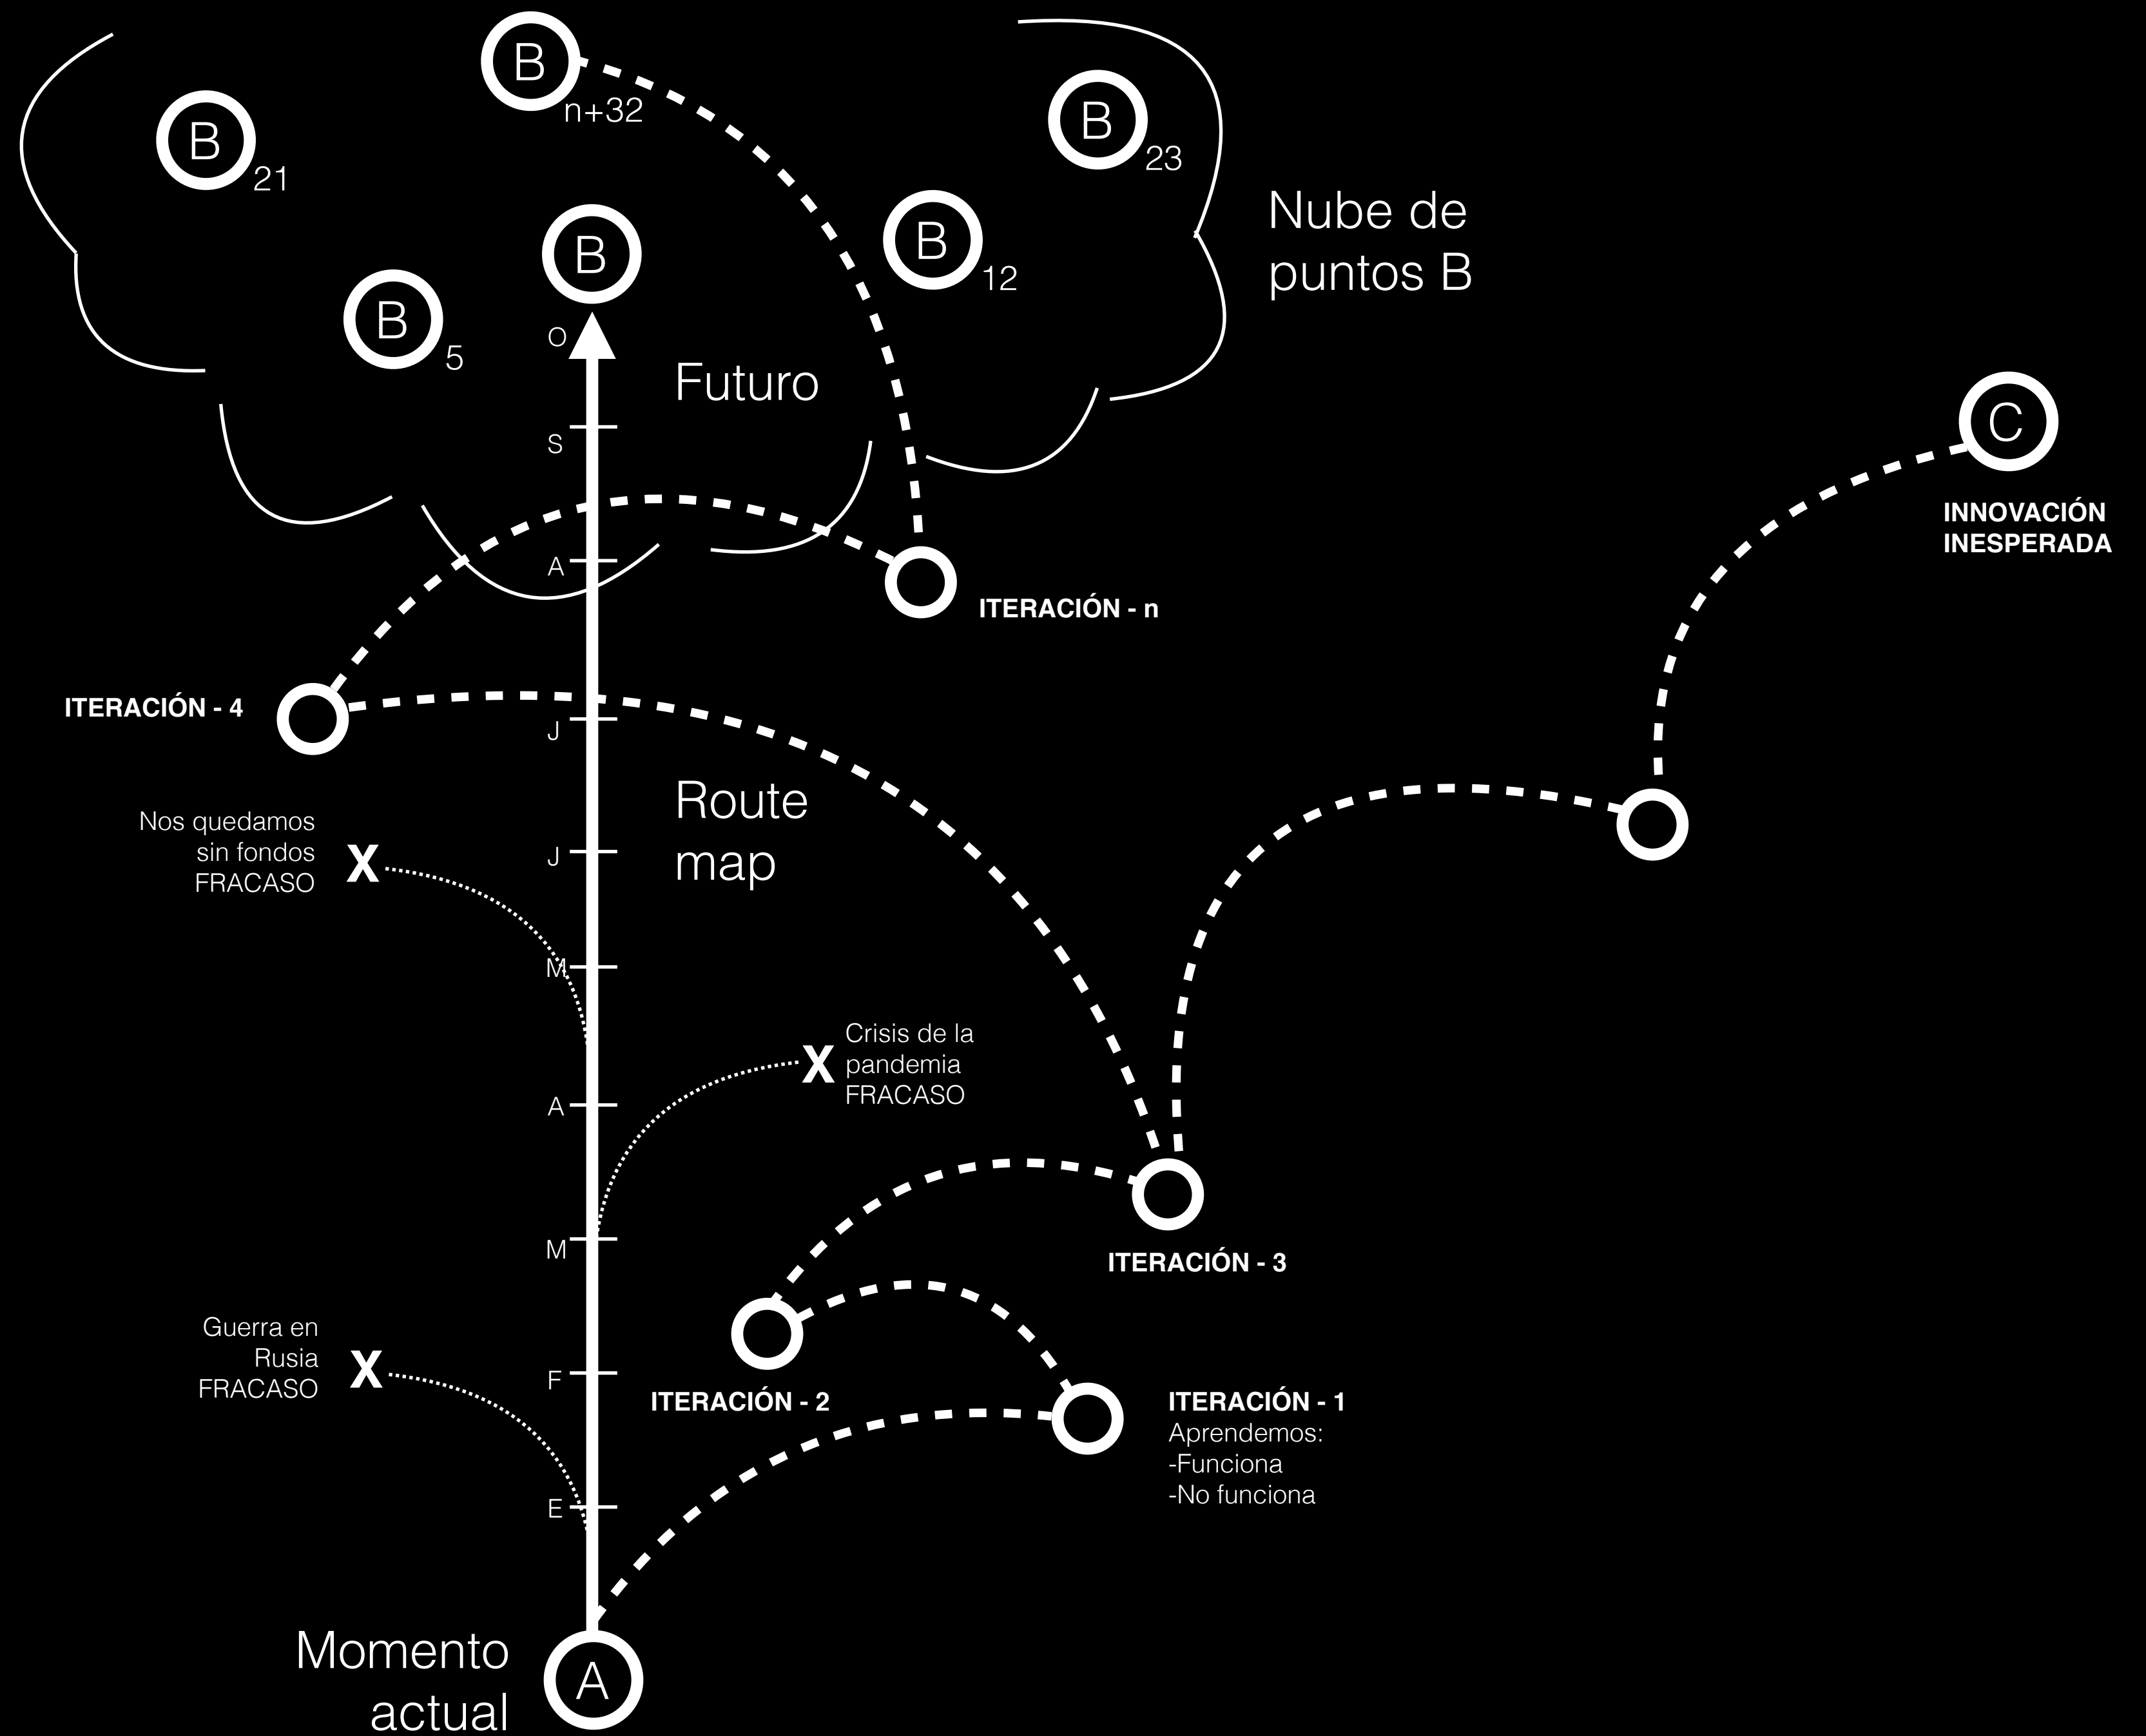 B
n+32
B
21
B
23
B
12
B
B
5
Nube de
puntos B
O
Futuro
S
A
C
INNOVACIÓN
INESPERADA
ITERACIÓN - n
ITERACIÓN - 4
J
Route
map
J
Nos quedamos
sin fondos
FRACASO
X
M
X
Crisis de la
pandemia
FRACASO
A
M
ITERACIÓN - 3
Guerra en
Rusia
FRACASO
X
F
ITERACIÓN - 2
ITERACIÓN - 1
Aprendemos:
-Funciona
-No funciona
E
Momento
actual
A